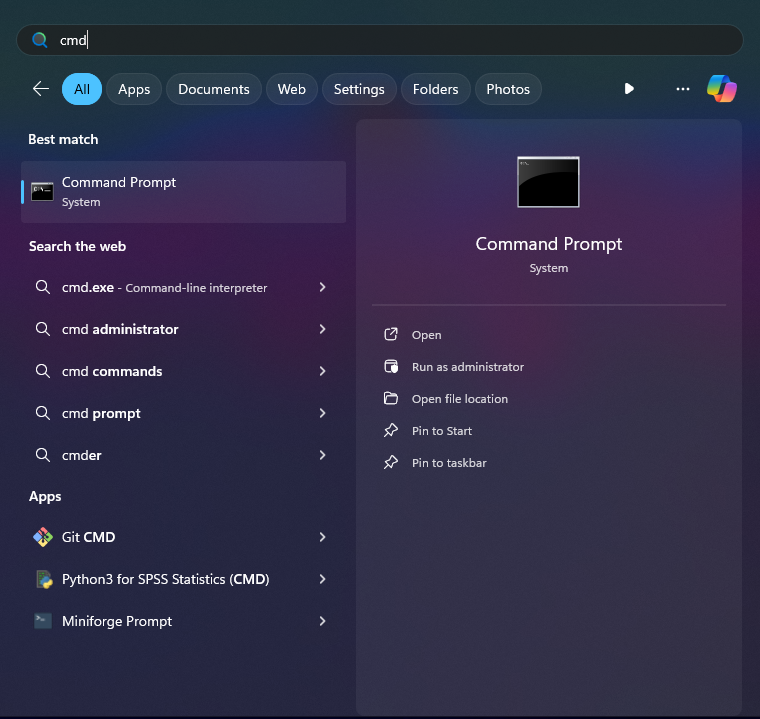 cmd
All
Apps
Documents
Web
Settings
Folders
Photos
Best match
Command Prompt
System
Search the web
cmd.exe - Command-line interpreter
cmd administrator
cmd commands
cmd prompt
cmder
Apps
Git CMD
Python3 for SPSS Statistics (CMD)
Miniforge Prompt
Command Prompt
System
Open
Run as administrator
Open file location
Pin to Start
Pin to taskbar